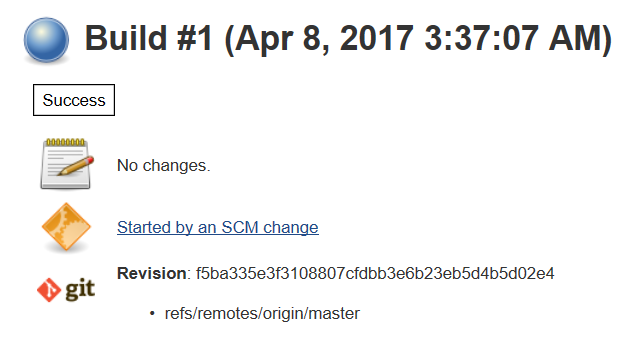 Build #1 (Apr 8, 2017 3:37:07 AM)
Success
No changes.
Started by an SCM change
Revision: f5ba335e3f3108807cfdbb3e6b23eb5d4b5d02e4
git
• refs/remotes/origin/master